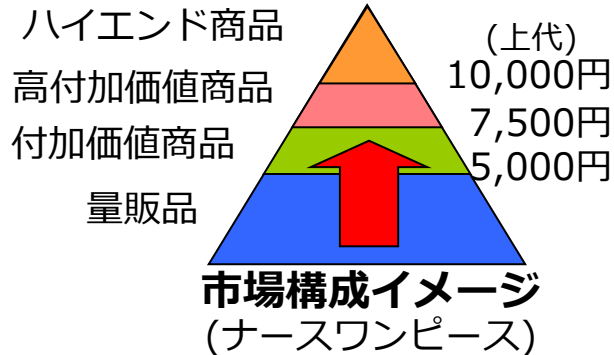 ハイエンド商品
(上代)
10,000円
高付加価値商品
7,500円
付加価値商品
5,000円
量販品
市場構成イメージ
(ナースワンピース)